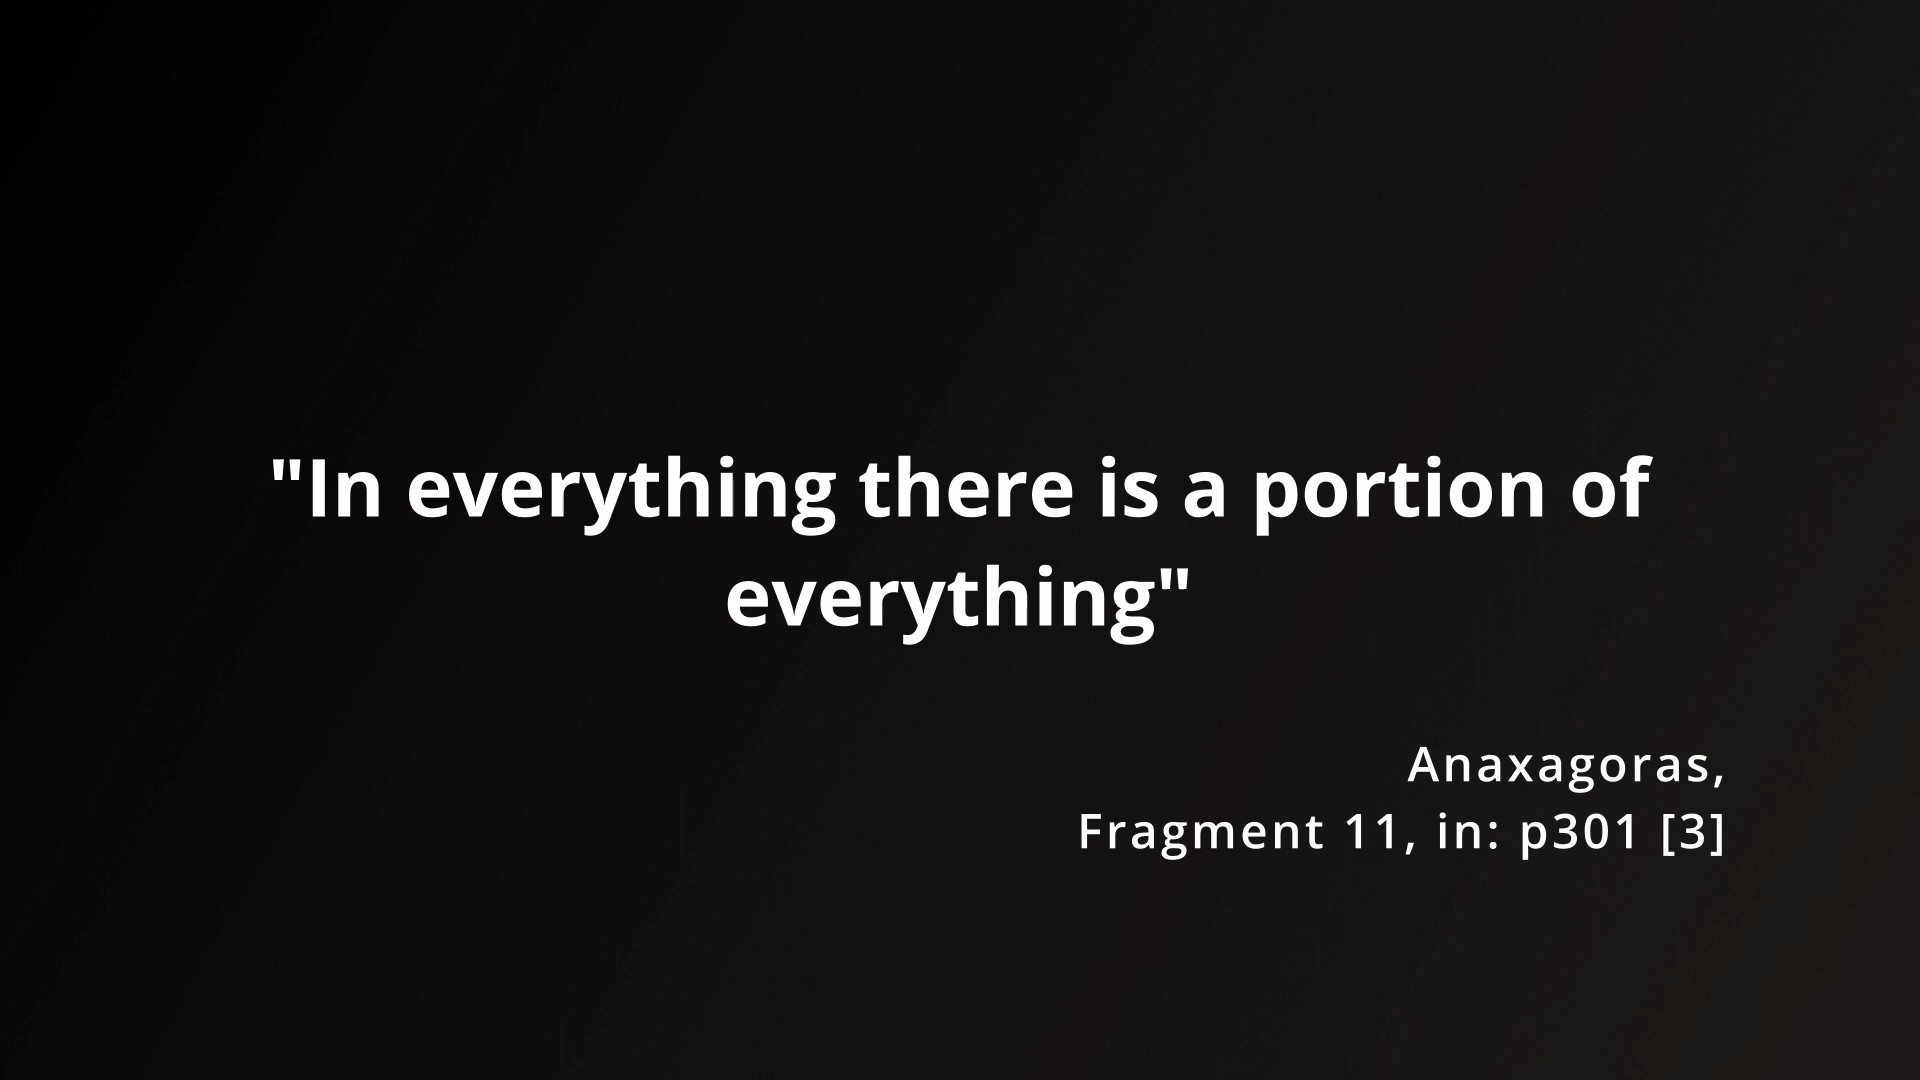 "In everything there is a portion of
everything"
Anaxagoras,
Fragment 11, in: p301 [3]